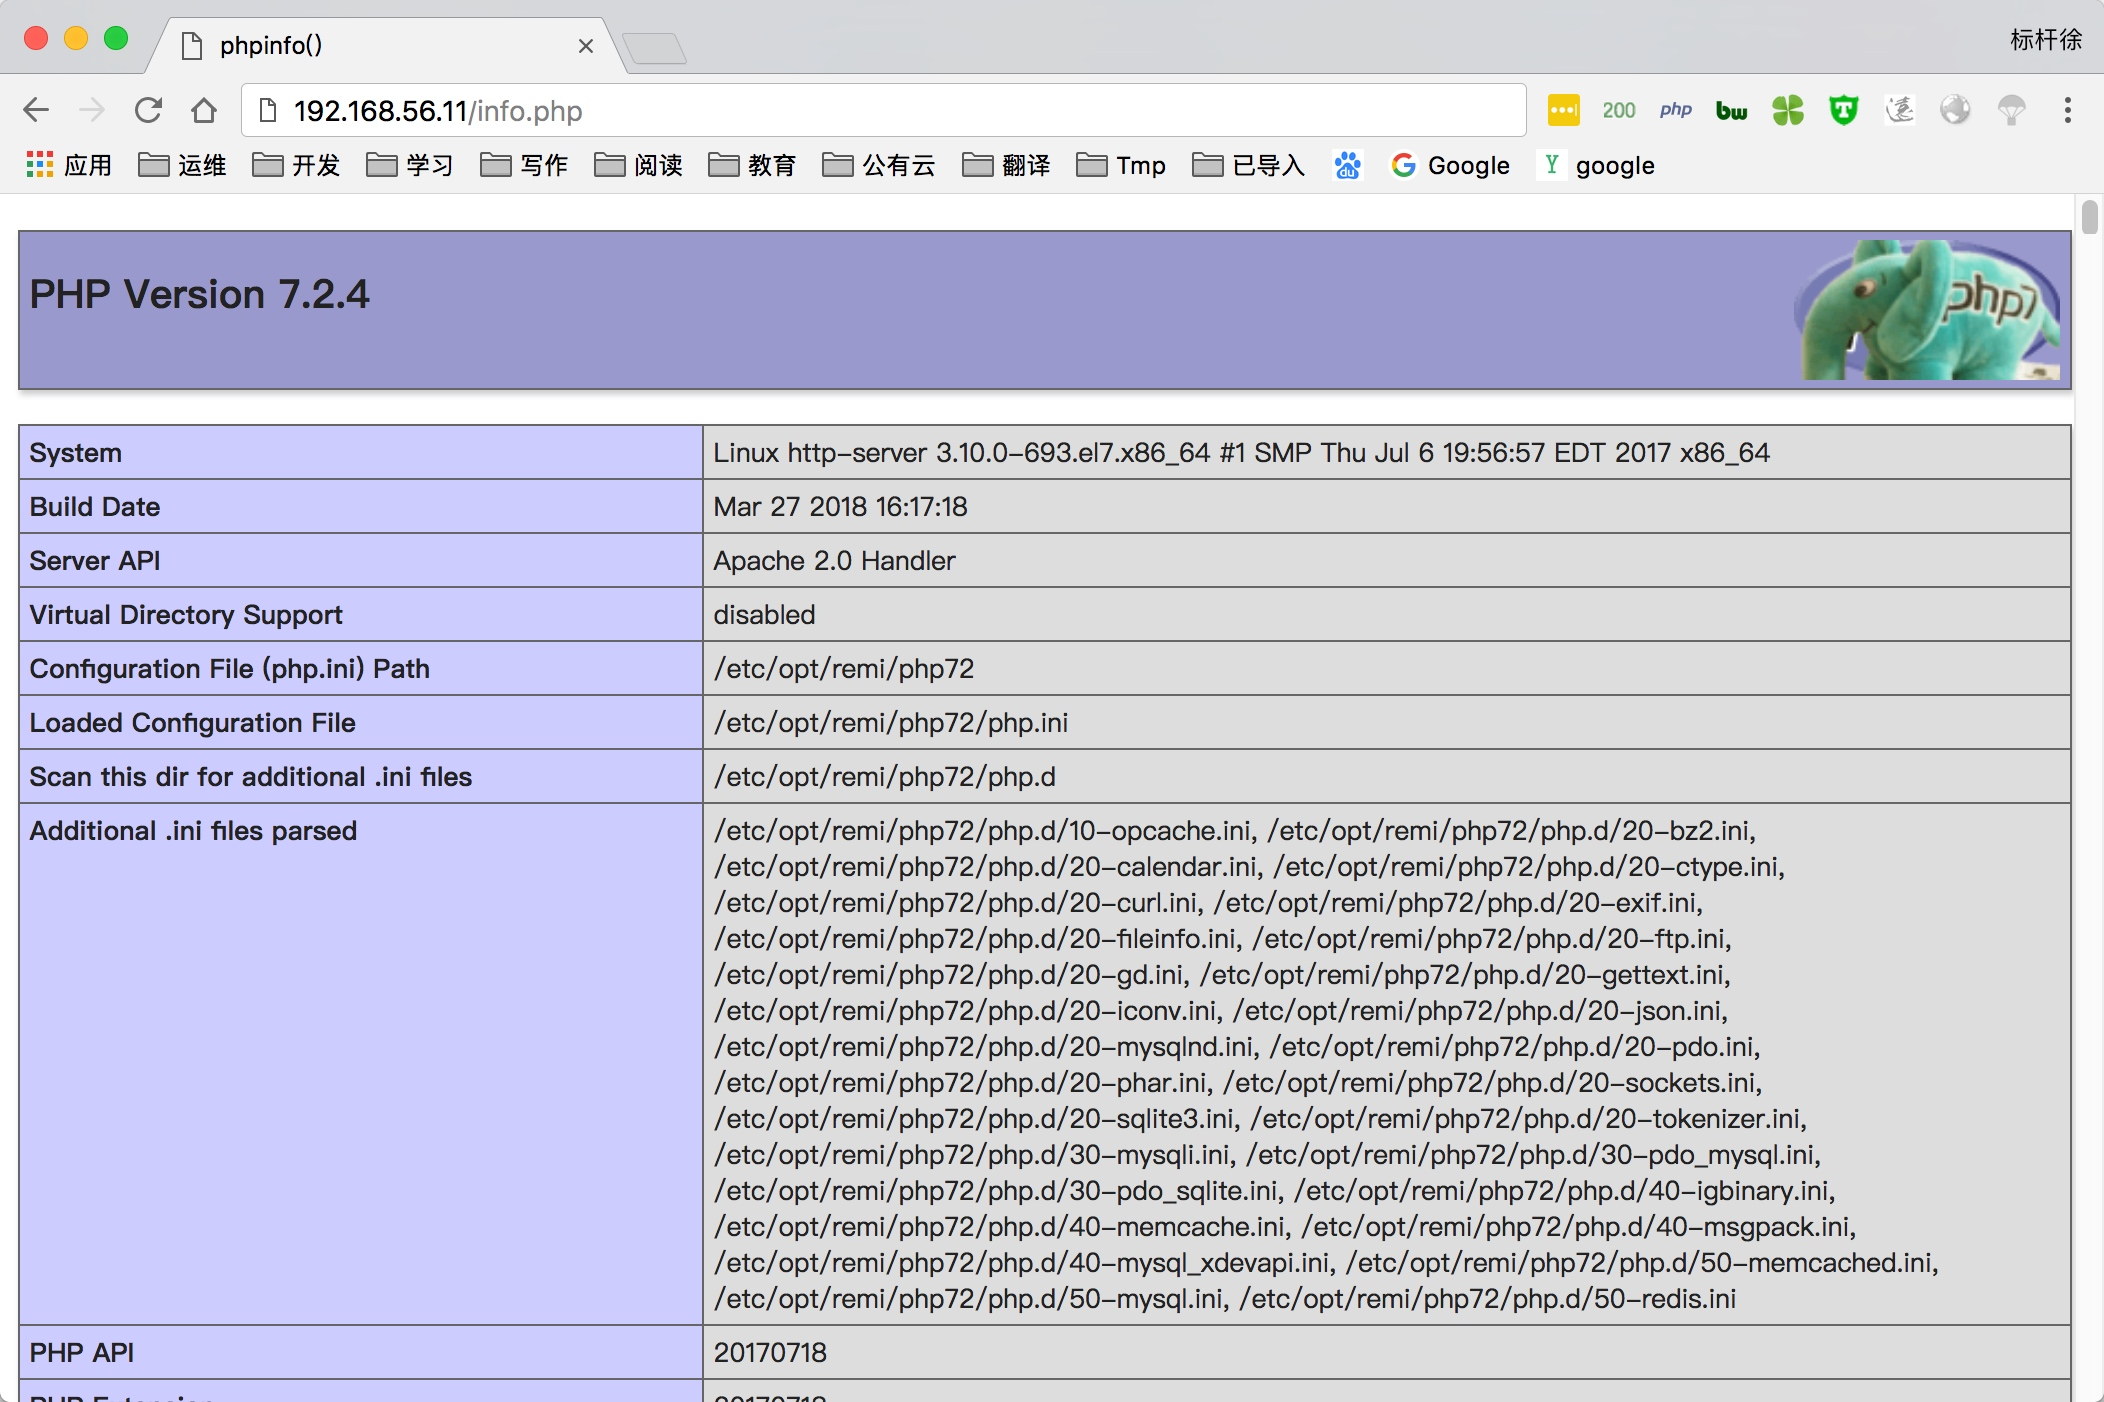 phpinfo()
标杆徐
192.168.56.11/info.php
200 php bw T
应用 运维 开发 学习 写作 阅读 教育 公有云 翻译 Tmp 已导入 du Google Y google
PHP Version 7.2.4
php7
System Linux http-server 3.10.0-693.el7.x86_64 #1 SMP Thu Jul 6 19:56:57 EDT 2017 x86_64
Build Date Mar 27 2018 16:17:18
Server API Apache 2.0 Handler
Virtual Directory Support disabled
Configuration File (php.ini) Path /etc/opt/remi/php72
Loaded Configuration File /etc/opt/remi/php72/php.ini
Scan this dir for additional .ini files /etc/opt/remi/php72/php.d
Additional .ini files parsed /etc/opt/remi/php72/php.d/10-opcache.ini, /etc/opt/remi/php72/php.d/20-bz2.ini,
/etc/opt/remi/php72/php.d/20-calendar.ini, /etc/opt/remi/php72/php.d/20-ctype.ini,
/etc/opt/remi/php72/php.d/20-curl.ini, /etc/opt/remi/php72/php.d/20-exif.ini,
/etc/opt/remi/php72/php.d/20-fileinfo.ini, /etc/opt/remi/php72/php.d/20-ftp.ini,
/etc/opt/remi/php72/php.d/20-gd.ini, /etc/opt/remi/php72/php.d/20-gettext.ini,
/etc/opt/remi/php72/php.d/20-iconv.ini, /etc/opt/remi/php72/php.d/20-json.ini,
/etc/opt/remi/php72/php.d/20-mysqlnd.ini, /etc/opt/remi/php72/php.d/20-pdo.ini,
/etc/opt/remi/php72/php.d/20-phar.ini, /etc/opt/remi/php72/php.d/20-sockets.ini,
/etc/opt/remi/php72/php.d/20-sqlite3.ini, /etc/opt/remi/php72/php.d/20-tokenizer.ini,
/etc/opt/remi/php72/php.d/30-mysqli.ini, /etc/opt/remi/php72/php.d/30-pdo_mysql.ini,
/etc/opt/remi/php72/php.d/30-pdo_sqlite.ini, /etc/opt/remi/php72/php.d/40-igbinary.ini,
/etc/opt/remi/php72/php.d/40-memcache.ini, /etc/opt/remi/php72/php.d/40-msgpack.ini,
/etc/opt/remi/php72/php.d/40-mysql_xdevapi.ini, /etc/opt/remi/php72/php.d/50-memcached.ini,
/etc/opt/remi/php72/php.d/50-mysql.ini, /etc/opt/remi/php72/php.d/50-redis.ini
PHP API 20170718
PHP Extension 20170718